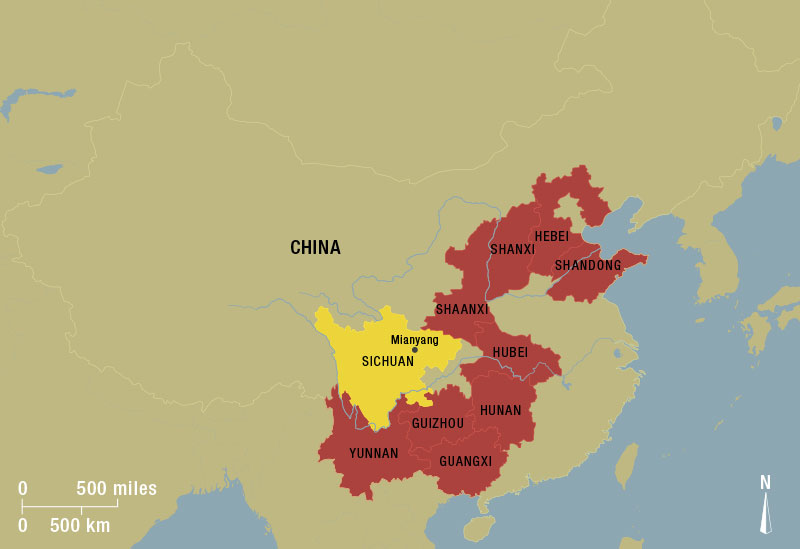 CHINA
HEBEI
SHANXI
SHANDONG
SHAANXI
Mianyang
HUBEI
SICHUAN
HUNAN
GUIZHOU
YUNNAN
GUANGXI
N
0 500 miles
0 500 km